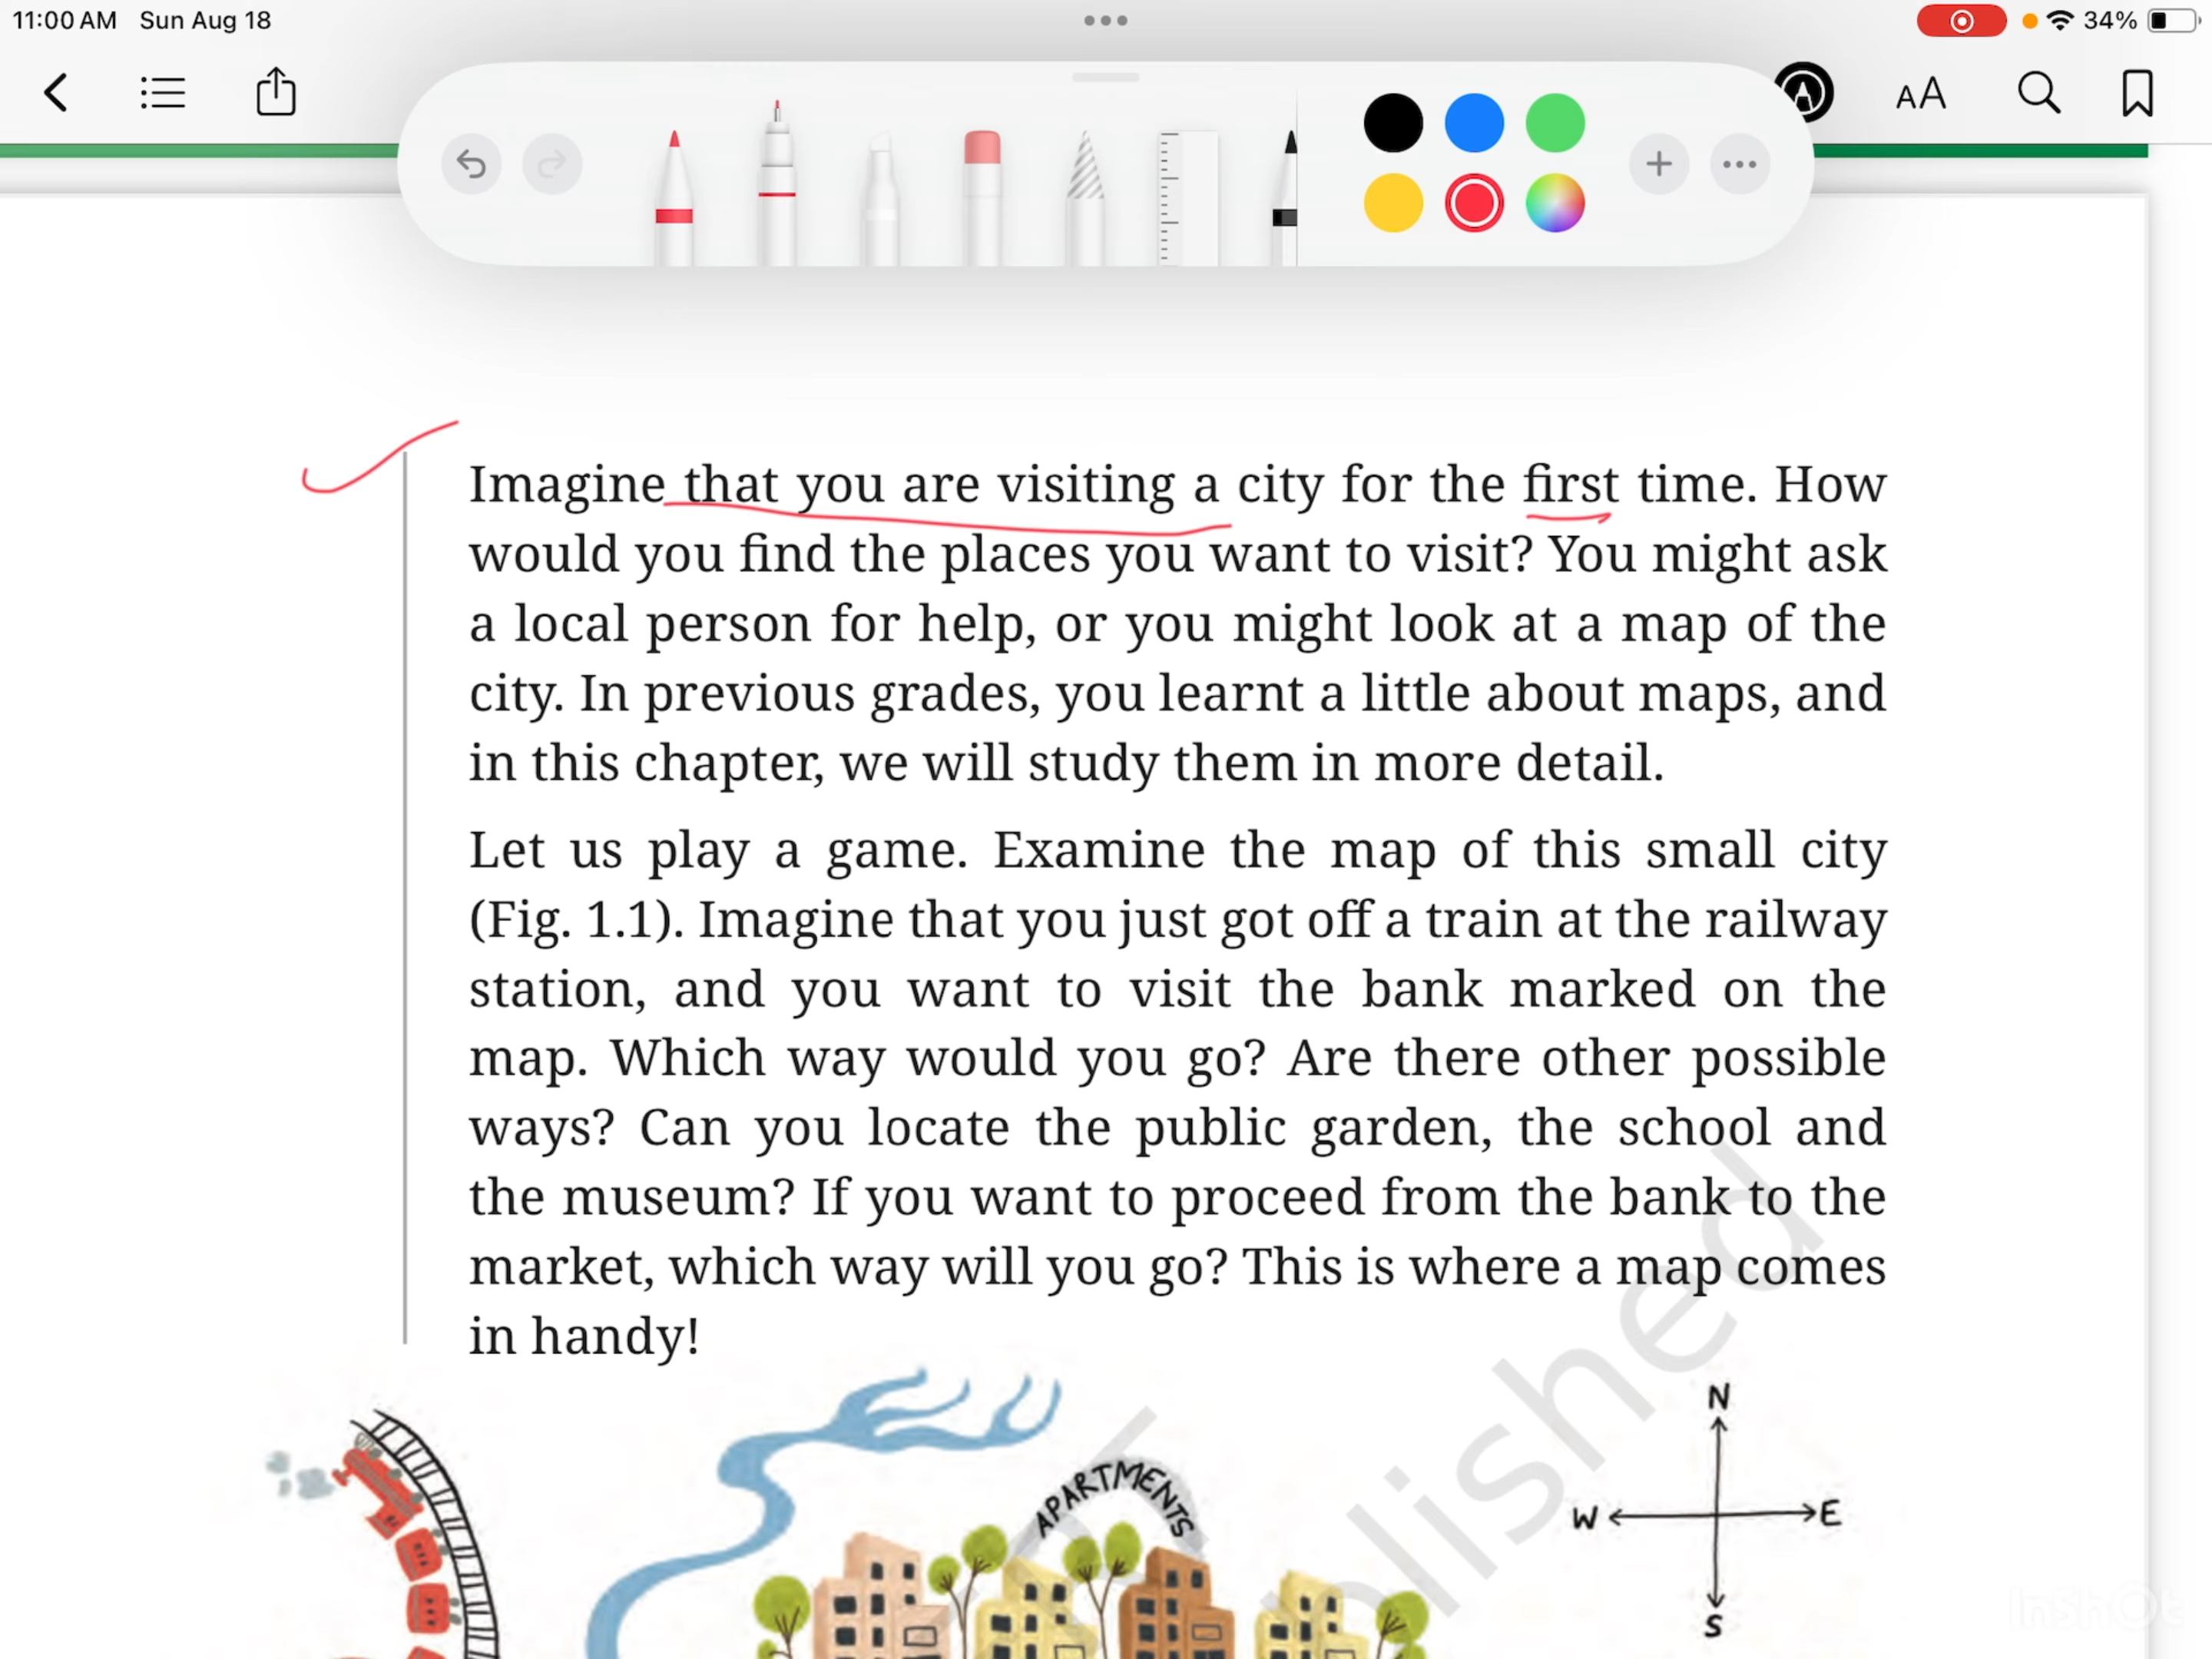 11:00 AM Sun Aug 18
34%
AA
Imagine that you are visiting a city for the first time. How
would you find the places you want to visit? You might ask
a local person for help, or you might look at a map of the
city. In previous grades, you learnt a little about maps, and
in this chapter, we will study them in more detail.
Let us play a game. Examine the map of this small city
(Fig. 1.1). Imagine that you just got off a train at the railway
station, and you want to visit the bank marked on the
map. Which way would you go? Are there other possible
ways? Can you locate the public garden, the school and
the museum? If you want to proceed from the bank to the
market, which way will you go? This is where a map comes
in handy!
N
APARTMENTS
W E
S
InShOt